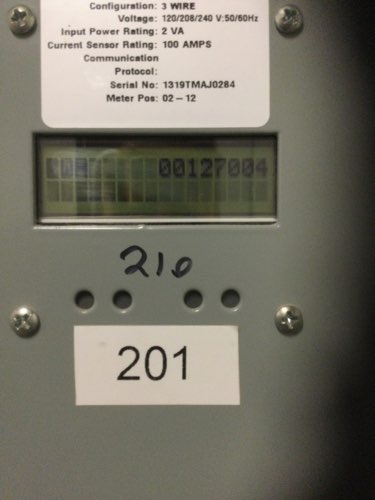 Configuration: 3 WIRE
Voltage: 120/208/240 V:50/60Hz
Input Power Rating: 2 VA
Current Sensor Rating: 100 AMPS
Communication
Protocol:
Serial No: 1319TMAJ0284
Meter Pos: 02 – 12
00127004
210
201